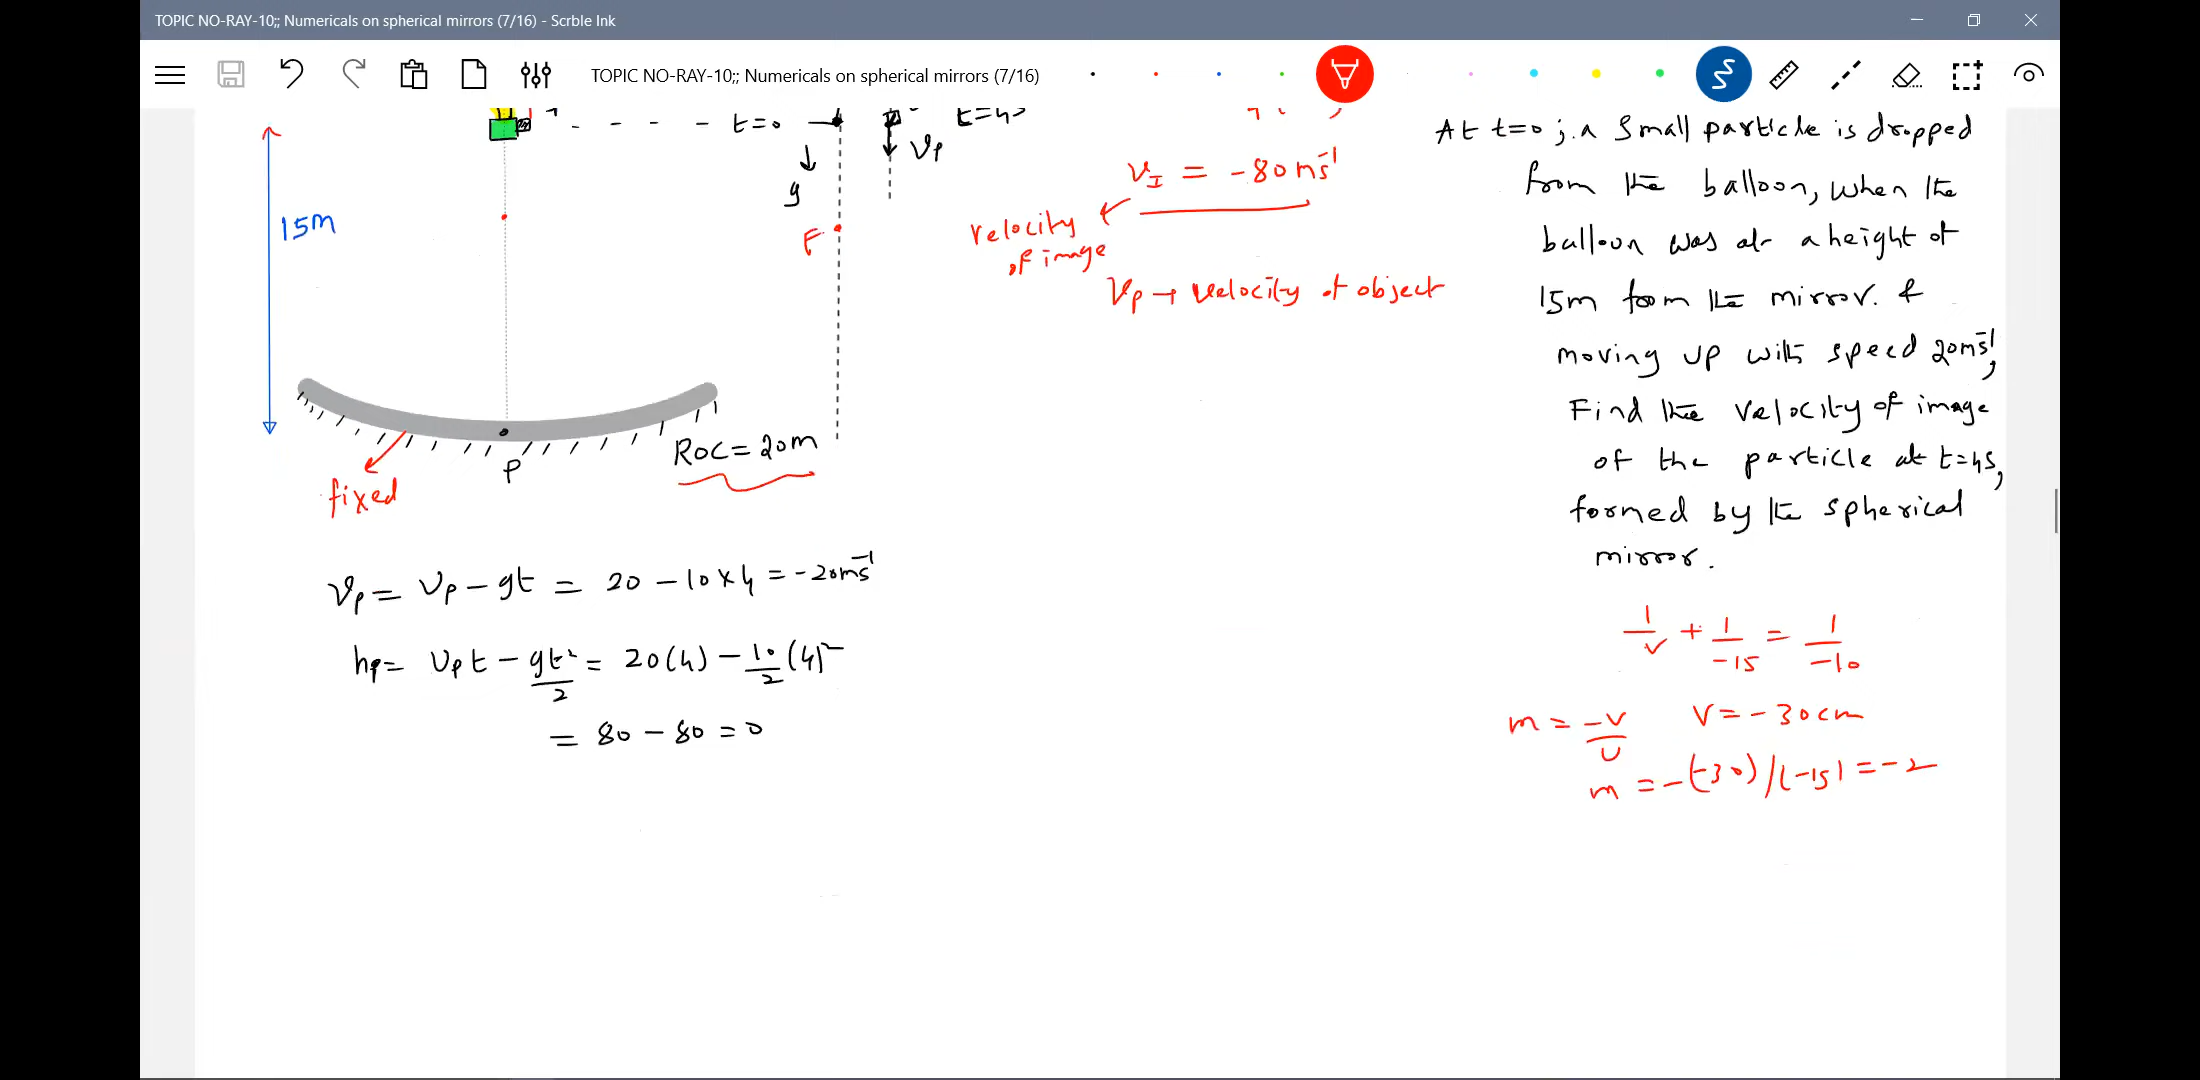 TOPIC NO-RAY-10;; Numericals on spherical mirrors (7/16) - Scrble Ink
TOPIC NO-RAY-10;; Numericals on spherical mirrors (7/16)
t=0
t=4s
15m
g
Vp
F
fixed
P
ROC=20m
V_I = -80ms⁻¹
velocity
of image
Vp → velocity of object
At t=0 ; a small particle is dropped
from the balloon, when the
balloon was at a height of
15m from the mirror. &
moving up with speed 20ms⁻¹,
Find the velocity of image
of the particle at t=4s,
formed by the spherical
mirror.
Vp = Up - gt = 20 - 10×4 = -20ms⁻¹
hp = Upt - gt²/2 = 20(4) - 10/2 (4)²
= 80 - 80 = 0
1/v + 1/-15 = 1/-10
m = -v/u V = -30cm
m = -(-30)/(-15) = -2